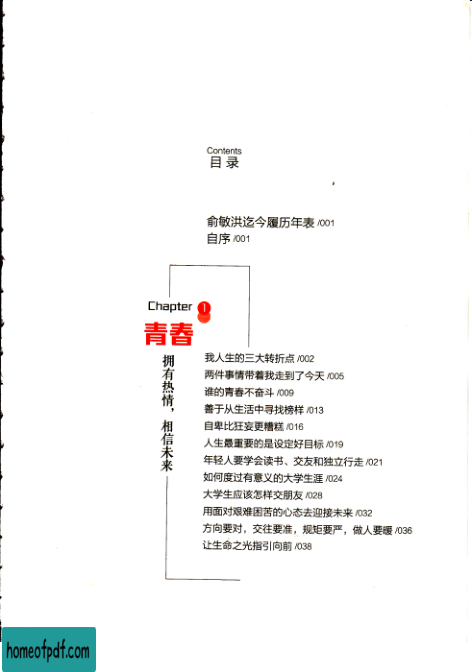 Contents
目录
俞敏洪迄今履历年表 /001
自序 /001
Chapter 1
青春
拥有热情，相信未来
我人生的三大转折点 /002
两件事情带着我走到了今天 /005
谁的青春不奋斗 /009
善于从生活中寻找榜样 /013
自卑比狂妄更糟糕 /016
人生最重要的是设定好目标 /019
年轻人要学会读书、交友和独立行走 /021
如何度过有意义的大学生涯 /024
大学生应该怎样交朋友 /028
用面对艰难困苦的心态去迎接未来 /032
方向要对，交往要准，规矩要严，做人要暖 /036
让生命之光指引向前 /038
homeofpdf.com